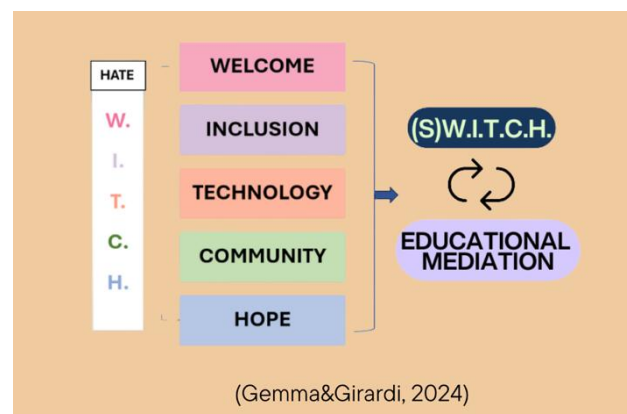 HATE
W.
I.
T.
C.
H.
WELCOME
INCLUSION
TECHNOLOGY
COMMUNITY
HOPE
(S)W.I.T.C.H.
EDUCATIONAL
MEDIATION
(Gemma&Girardi, 2024)